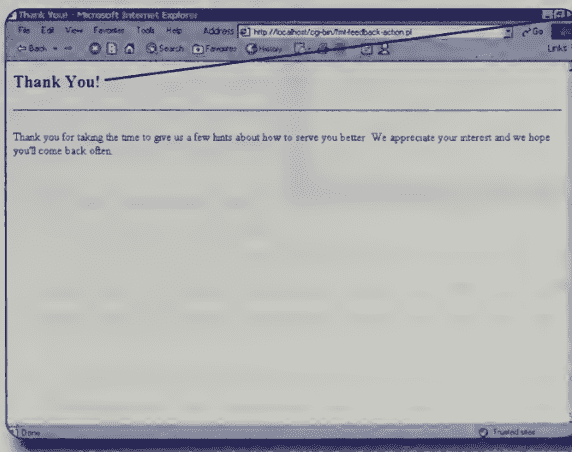 Thank You! - Microsoft Internet Explorer
File Edit View Favorites Tools Help Address http://localhost/cgi-bin/fmt-feedback-action.pl Go
Back Search Favorites History Links
Thank You!
Thank you for taking the time to give us a few hints about how to serve you better. We appreciate your interest and we hope
you'll come back often.
Done Trusted sites